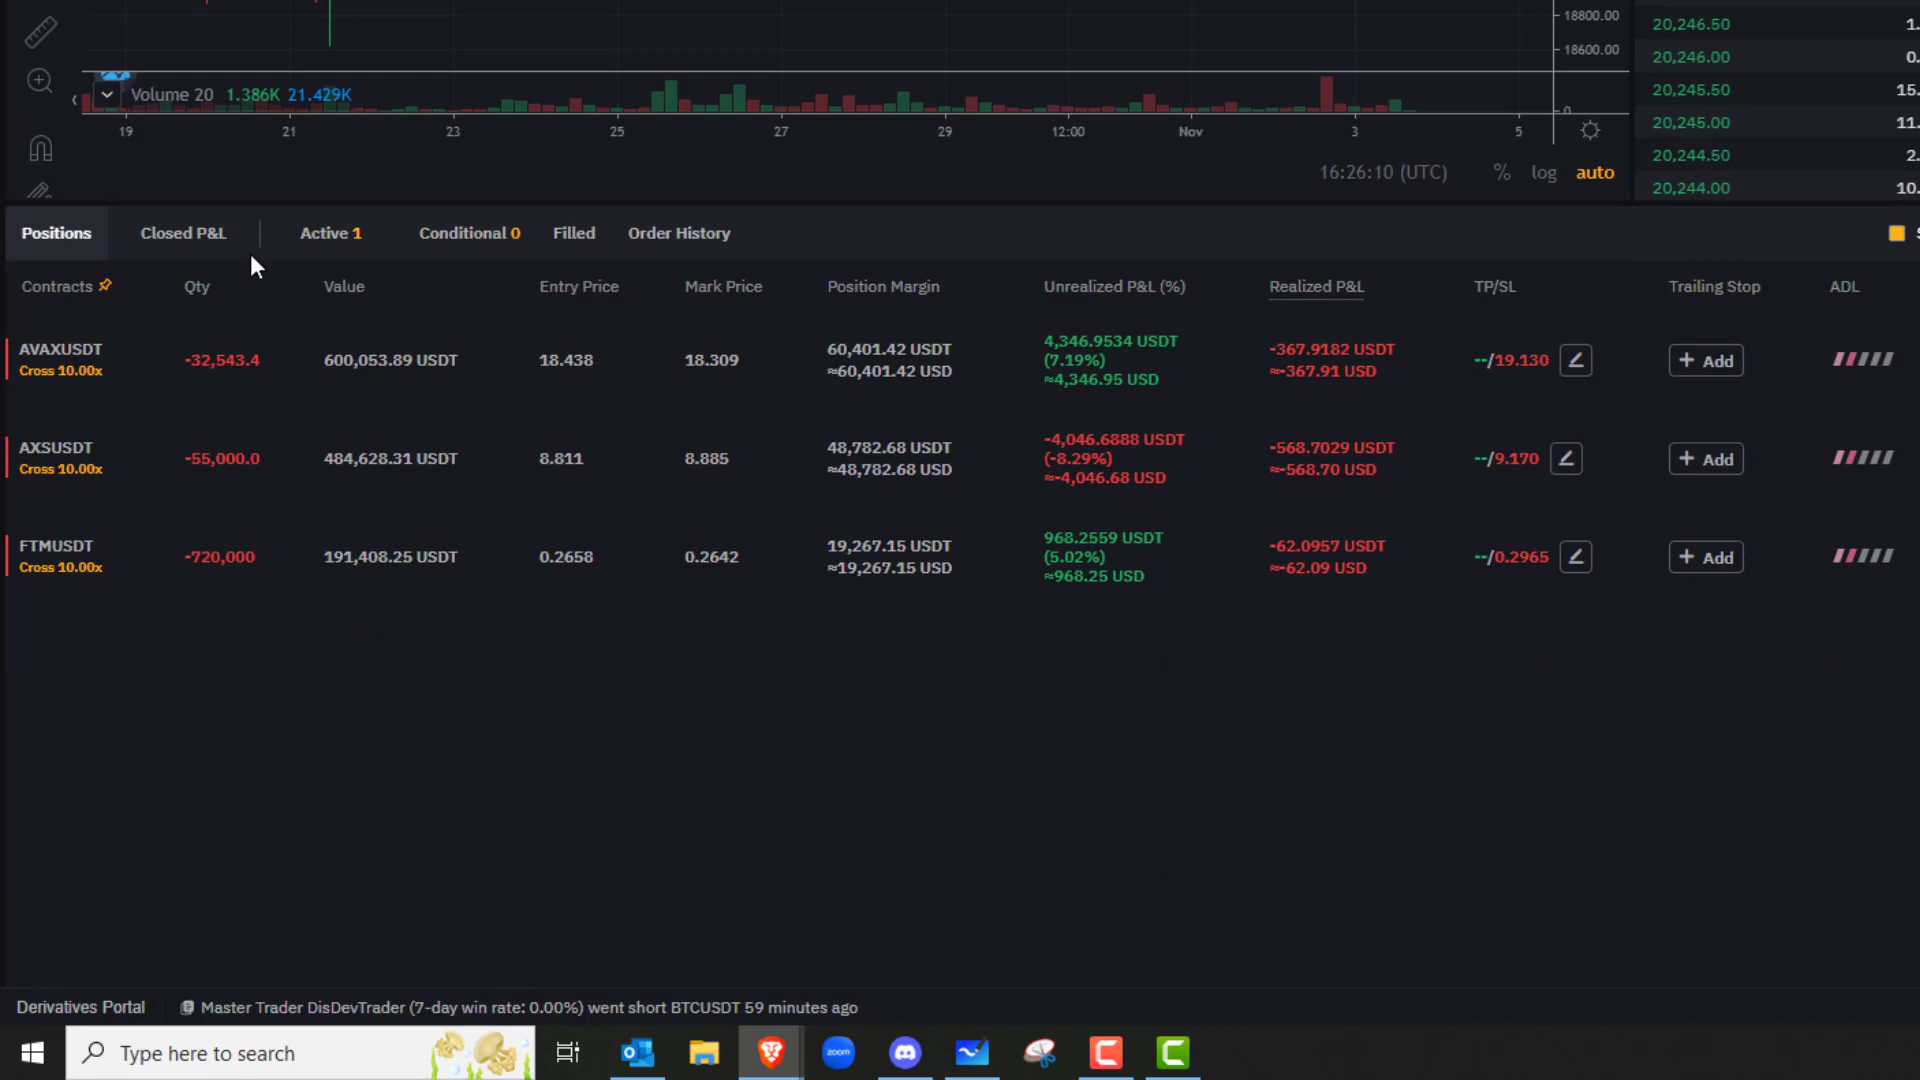 18800.00
18600.00
20,246.50 1.
20,246.00 0.
20,245.50 15.
20,245.00 11.
20,244.50 2.
20,244.00 10.
Volume 20 1.386K 21.429K
0
19 21 23 25 27 29 12:00 Nov 3 5
16:26:10 (UTC) % log auto
Positions Closed P&L Active 1 Conditional 0 Filled Order History
Contracts Qty Value Entry Price Mark Price Position Margin Unrealized P&L (%) Realized P&L TP/SL Trailing Stop ADL
AVAXUSDT
Cross 10.00x
-32,543.4 600,053.89 USDT 18.438 18.309
60,401.42 USDT
≈60,401.42 USD
4,346.9534 USDT
(7.19%)
≈4,346.95 USD
-367.9182 USDT
≈-367.91 USD
--/19.130 + Add
AXSUSDT
Cross 10.00x
-55,000.0 484,628.31 USDT 8.811 8.885
48,782.68 USDT
≈48,782.68 USD
-4,046.6888 USDT
(-8.29%)
≈-4,046.68 USD
-568.7029 USDT
≈-568.70 USD
--/9.170 + Add
FTMUSDT
Cross 10.00x
-720,000 191,408.25 USDT 0.2658 0.2642
19,267.15 USDT
≈19,267.15 USD
968.2559 USDT
(5.02%)
≈968.25 USD
-62.0957 USDT
≈-62.09 USD
--/0.2965 + Add
Derivatives Portal Master Trader DisDevTrader (7-day win rate: 0.00%) went short BTCUSDT 59 minutes ago
Type here to search
zoom